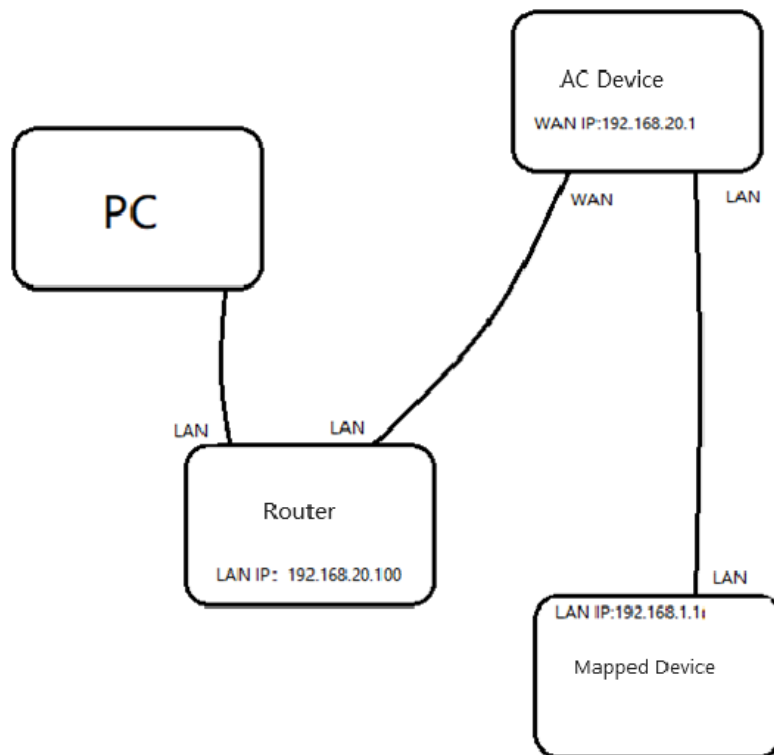 AC Device
WAN IP:192.168.20.1
PC
WAN
LAN
LAN
LAN
Router
LAN IP: 192.168.20.100
LAN
LAN IP:192.168.1.1
Mapped Device